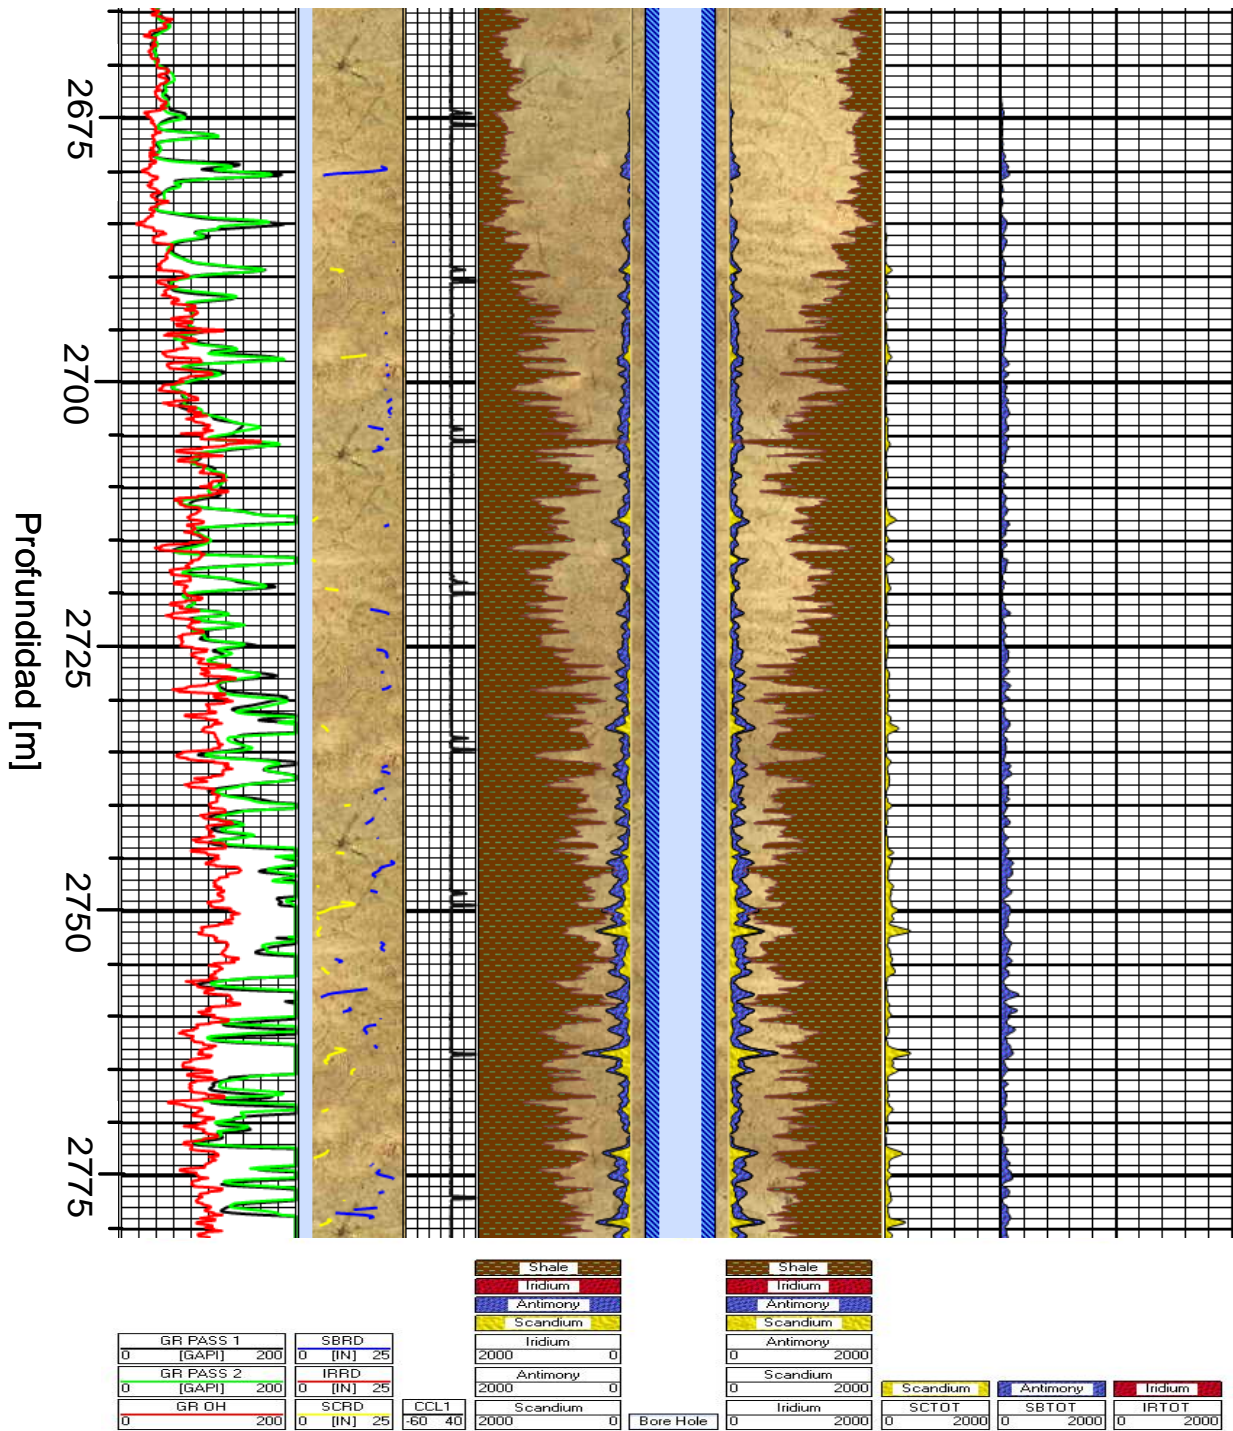 2675
2700
2725
2750
2775
Profundidad [m]
Shale
Iridium
Antimony
Scandium
Iridium
2000 0
Antimony
2000 0
Scandium
2000 0
Shale
Iridium
Antimony
Scandium
Antimony
0 2000
Scandium
0 2000
Iridium
0 2000
GR PASS 1
0 [GAPI] 200
GR PASS 2
0 [GAPI] 200
GR OH
0 200
SBRD
0 [IN] 25
IRRD
0 [IN] 25
SCRD
0 [IN] 25
CCL1
-60 40
Bore Hole
Scandium
SCTOT
0 2000
Antimony
SBTOT
0 2000
Iridium
IRTOT
0 2000